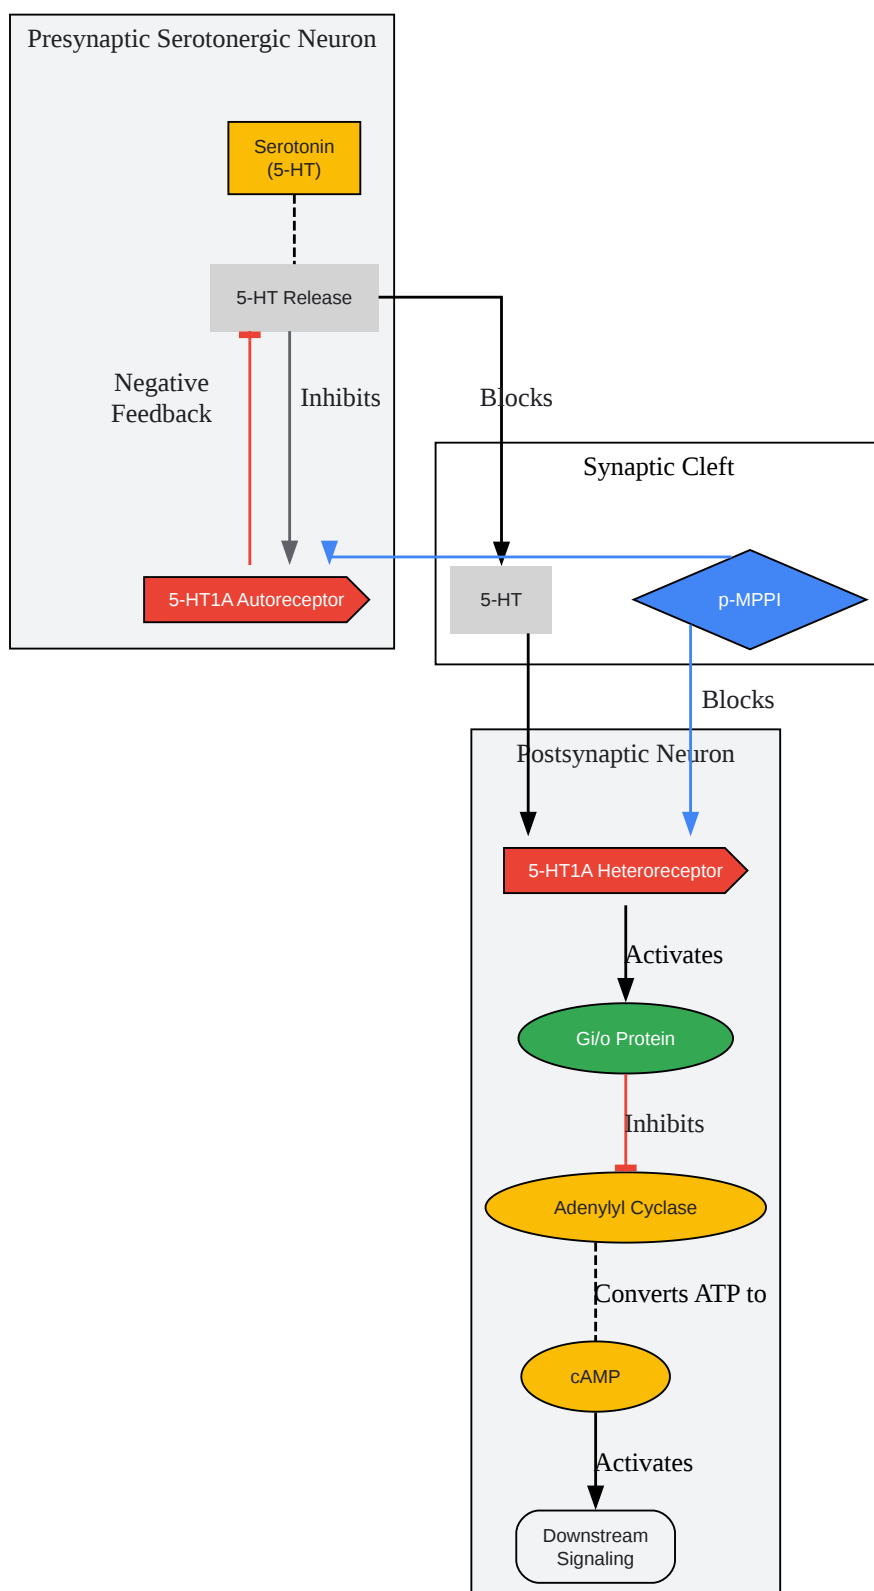 Presynaptic Serotonergic Neuron
Serotonin
(5-HT)
5-HT Release
Negative
Feedback
Inhibits
Blocks
Synaptic Cleft
5-HT1A Autoreceptor
5-HT
p-MPPI
Blocks
Postsynaptic Neuron
5-HT1A Heteroreceptor
Activates
Gi/o Protein
Inhibits
Adenylyl Cyclase
Converts ATP to
cAMP
Activates
Downstream
Signaling